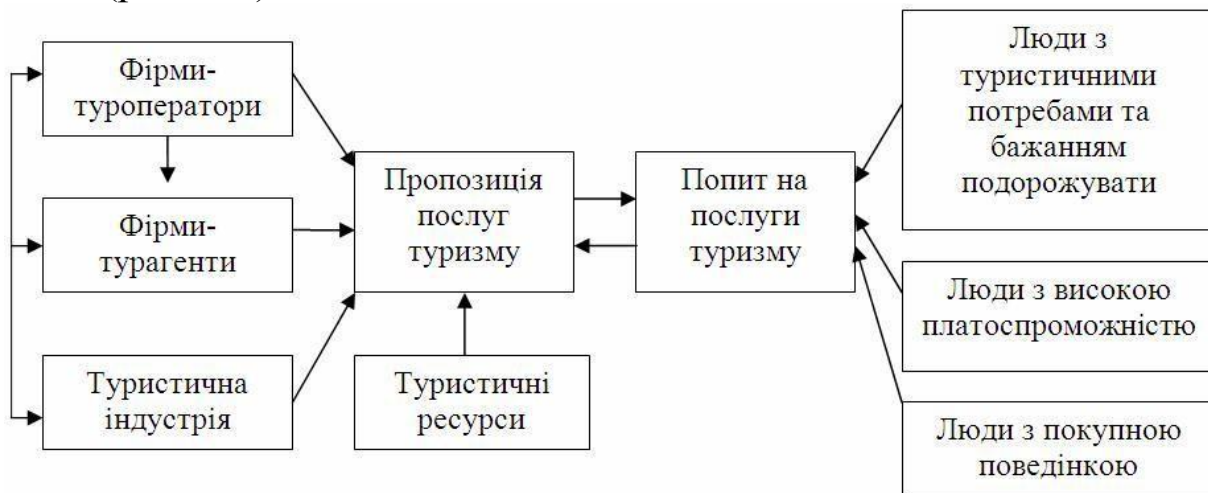 Фірми-
туроператори
Фірми-
турагенти
Туристична
індустрія
Пропозиція
послуг
туризму
Туристичні
ресурси
Попит на
послуги
туризму
Люди з
туристичними
потребами та
бажанням
подорожувати
Люди з високою
платоспроможністю
Люди з покупною
поведінкою